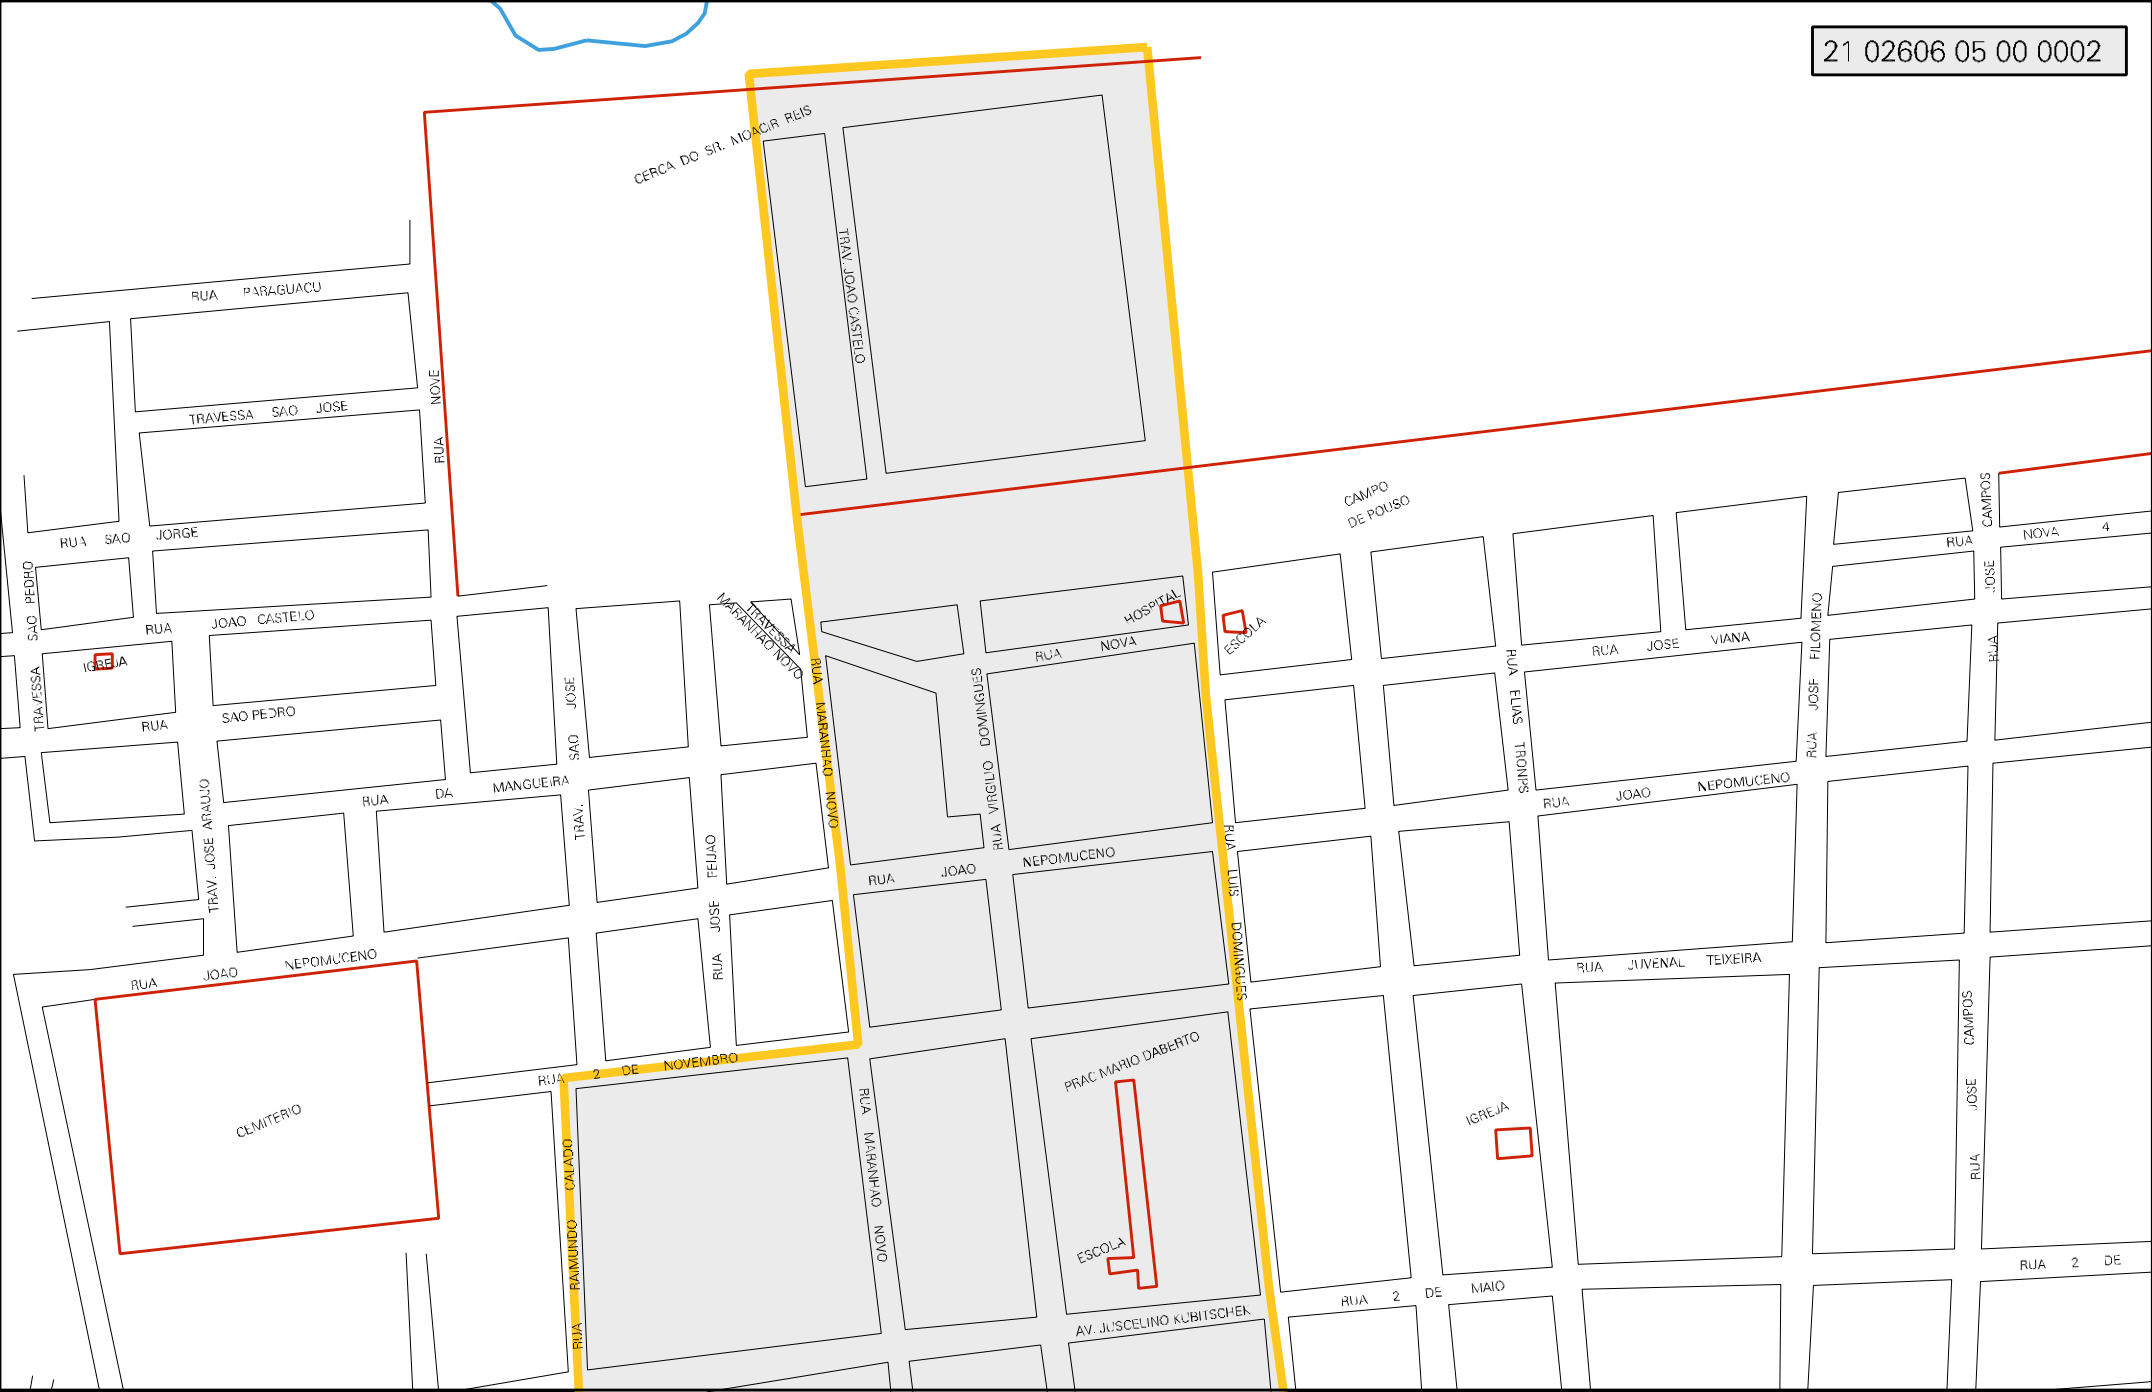 21 02606 05 00 0002
CERCA DO SR. MOACIR REIS
TRAV. JOAO CASTELO
RUA PARAGUACU
TRAVESSA SAO JOSE
RUA NOVE
RUA SAO JORGE
TRAVESSA SAO PEDRO
RUA JOAO CASTELO
IGREJA
RUA SAO PEDRO
RUA DA MANGUEIRA
TRAV. JOSE ARAUJO
TRAV. SAO JOSE
RUA JOSE FEIJAO
TRAVESSA
MARANHAO NOVO
RUA MARANHAO NOVO
RUA VIRGILIO DOMINGUES
HOSPITAL
RUA NOVA
ESCOLA
CAMPO
DE POUSO
RUA ELIAS TRONPS
RUA JOSE VIANA
RUA JOSE FILOMENO
RUA JOSE CAMPOS
RUA NOVA 4
RUA JOAO NEPOMUCENO
RUA JOAO NEPOMUCENO
RUA LUIS DOMINGUES
RUA JUVENAL TEIXEIRA
RUA JOAO NEPOMUCENO
CEMITERIO
RUA 2 DE NOVEMBRO
RUA RAIMUNDO CALADO
RUA MARANHAO NOVO
PRAC MARIO DABERTO
ESCOLA
AV. JUSCELINO KUBITSCHEK
IGREJA
RUA 2 DE MAIO
RUA JOSE CAMPOS
RUA 2 DE